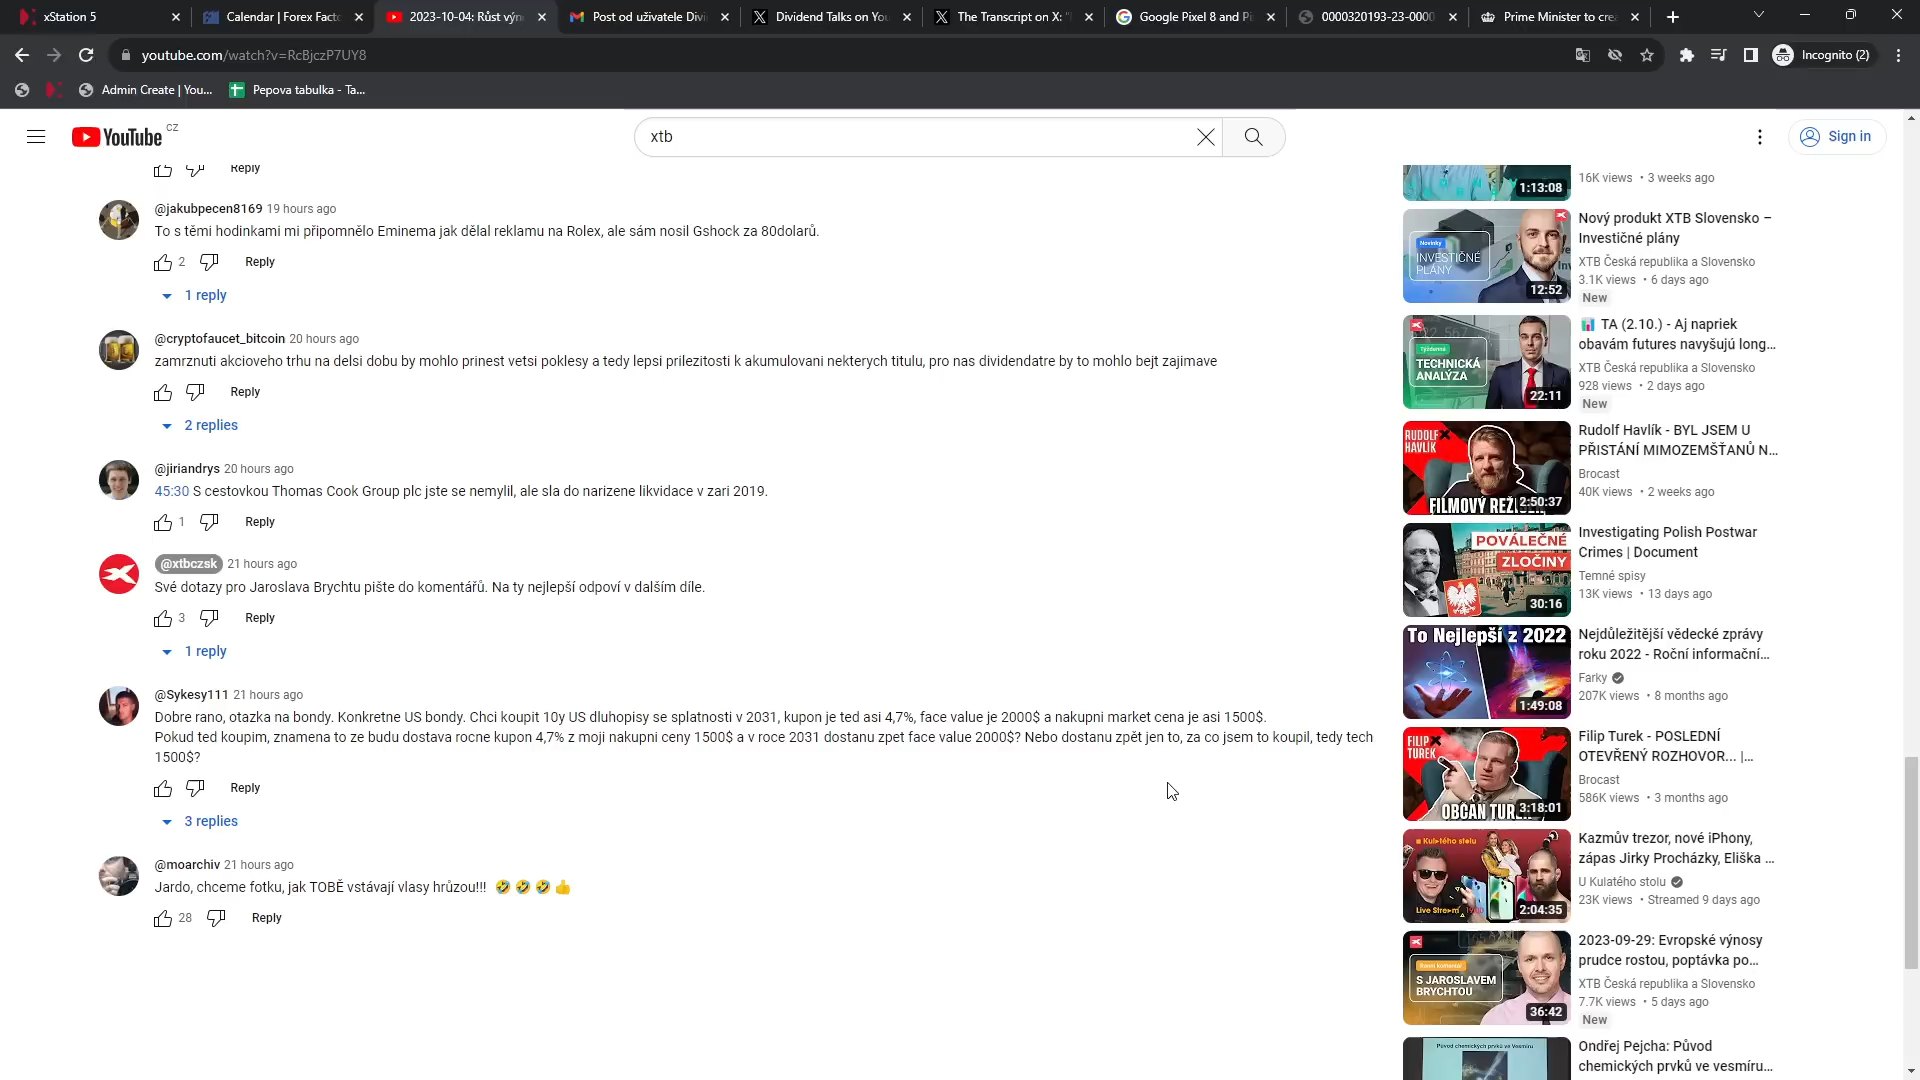 xStation 5
Calendar | Forex Facto
2023-10-04: Růst výn
Post od uživatele Divi
Dividend Talks on You
The Transcript on X: "
Google Pixel 8 and Pi
0000320193-23-0000
Prime Minister to crea
youtube.com/watch?v=RcBjczP7UY8
Incognito (2)
Admin Create | You...
Pepova tabulka - Ta...
YouTube CZ
xtb
Sign in
Reply
@jakubpecen8169 19 hours ago
To s těmi hodinkami mi připomnělo Eminema jak dělal reklamu na Rolex, ale sám nosil Gshock za 80dolarů.
2 Reply
1 reply
@cryptofaucet_bitcoin 20 hours ago
zamrznuti akcioveho trhu na delsi dobu by mohlo prinest vetsi poklesy a tedy lepsi prilezitosti k akumulovani nekterych titulu, pro nas dividendatre by to mohlo bejt zajimave
Reply
2 replies
@jiriandrys 20 hours ago
45:30 S cestovkou Thomas Cook Group plc jste se nemylil, ale sla do narizene likvidace v zari 2019.
1 Reply
@xtbczsk 21 hours ago
Své dotazy pro Jaroslava Brychtu pište do komentářů. Na ty nejlepší odpoví v dalším díle.
3 Reply
1 reply
@Sykesy111 21 hours ago
Dobre rano, otazka na bondy. Konkretne US bondy. Chci koupit 10y US dluhopisy se splatnosti v 2031, kupon je ted asi 4,7%, face value je 2000$ a nakupni market cena je asi 1500$.
Pokud ted koupim, znamena to ze budu dostava rocne kupon 4,7% z moji nakupni ceny 1500$ a v roce 2031 dostanu zpet face value 2000$? Nebo dostanu zpět jen to, za co jsem to koupil, tedy tech
1500$?
Reply
3 replies
@moarchiv 21 hours ago
Jardo, chceme fotku, jak TOBĚ vstávají vlasy hrůzou!!! 🤣🤣🤣👍
28 Reply
1:13:08
16K views • 3 weeks ago
Novinky
INVESTIČNÉ
PLÁNY
12:52
Nový produkt XTB Slovensko –
Investičné plány
XTB Česká republika a Slovensko
3.1K views • 6 days ago
New
Týždenná
TECHNICKÁ
ANALÝZA
22:11
📊 TA (2.10.) - Aj napriek
obavám futures navyšujú long...
XTB Česká republika a Slovensko
928 views • 2 days ago
New
RUDOLF
HAVLÍK
FILMOVÝ
2:50:37
Rudolf Havlík - BYL JSEM U
PŘISTÁNÍ MIMOZEMŠŤANŮ N...
Brocast
40K views • 2 weeks ago
POVÁLEČNÉ
ZLOČINY
30:16
Investigating Polish Postwar
Crimes | Document
Temné spisy
13K views • 13 days ago
To Nejlepší z 2022
1:49:08
Nejdůležitější vědecké zprávy
roku 2022 - Roční informační...
Farky
207K views • 8 months ago
FILIP
TUREK
OBČAN TUREK
3:18:01
Filip Turek - POSLEDNÍ
OTEVŘENÝ ROZHOVOR... |...
Brocast
586K views • 3 months ago
U Kulatého stolu
Live Stream
2:04:35
Kazmův trezor, nové iPhony,
zápas Jirky Procházky, Eliška ...
U Kulatého stolu
23K views • Streamed 9 days ago
Ranní komentář
S JAROSLAVEM
BRYCHTOU
36:42
2023-09-29: Evropské výnosy
prudce rostou, poptávka po...
XTB Česká republika a Slovensko
7.7K views • 5 days ago
New
Původ chemických prvků ve Vesmíru
Ondřej Pejcha: Původ
chemických prvků ve vesmíru...